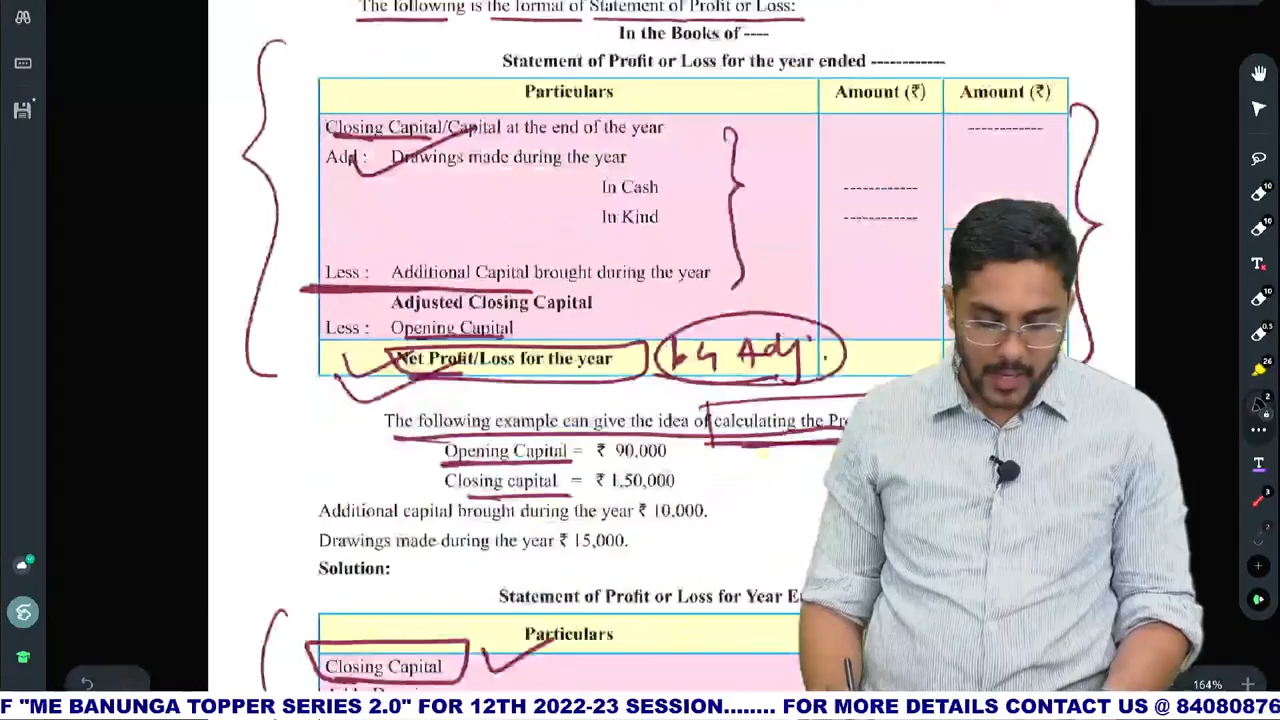 The following is the format of Statement of Profit or Loss:
In the Books of ----
Statement of Profit or Loss for the year ended ------------
Particulars Amount (₹) Amount (₹)
Closing Capital/Capital at the end of the year ------------
Add : Drawings made during the year
In Cash ------------
In Kind ------------
Less : Additional Capital brought during the year
Adjusted Closing Capital
Less : Opening Capital
Net Profit/Loss for the year b4 Adj.
The following example can give the idea of calculating the
Opening Capital = ₹ 90,000
Closing capital = ₹ 1,50,000
Additional capital brought during the year ₹ 10,000.
Drawings made during the year ₹ 15,000.
Solution:
Statement of Profit or Loss for Year
Particulars
Closing Capital
164%
F "ME BANUNGA TOPPER SERIES 2.0" FOR 12TH 2022-23 SESSION........ FOR MORE DETAILS CONTACT US @ 84080876